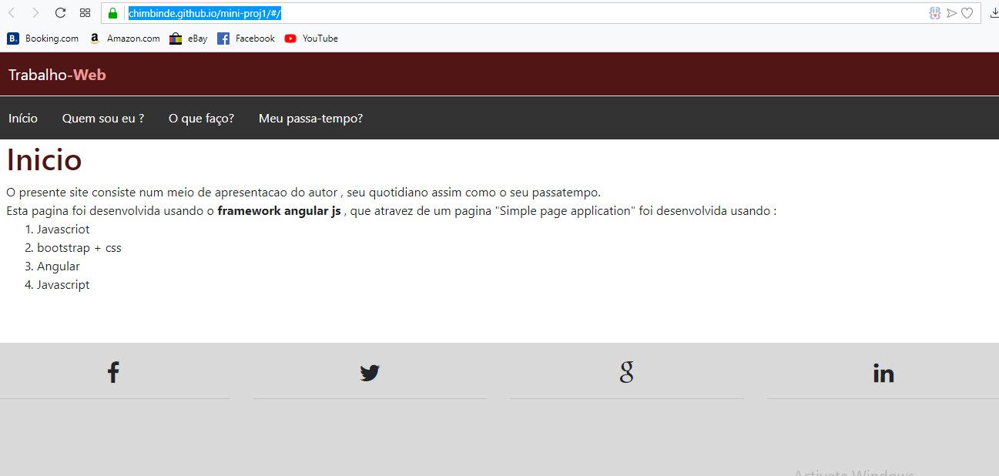 chimbinde.github.io/mini-proj1/#/
B. Booking.com a Amazon.com eBay f Facebook YouTube
Trabalho-Web
Início Quem sou eu ? O que faço? Meu passa-tempo?
Inicio
O presente site consiste num meio de apresentacao do autor , seu quotidiano assim como o seu passatempo.
Esta pagina foi desenvolvida usando o framework angular js , que atravez de um pagina "Simple page application" foi desenvolvida usando :
1. Javascriot
2. bootstrap + css
3. Angular
4. Javascript
f g in
Activate Windows